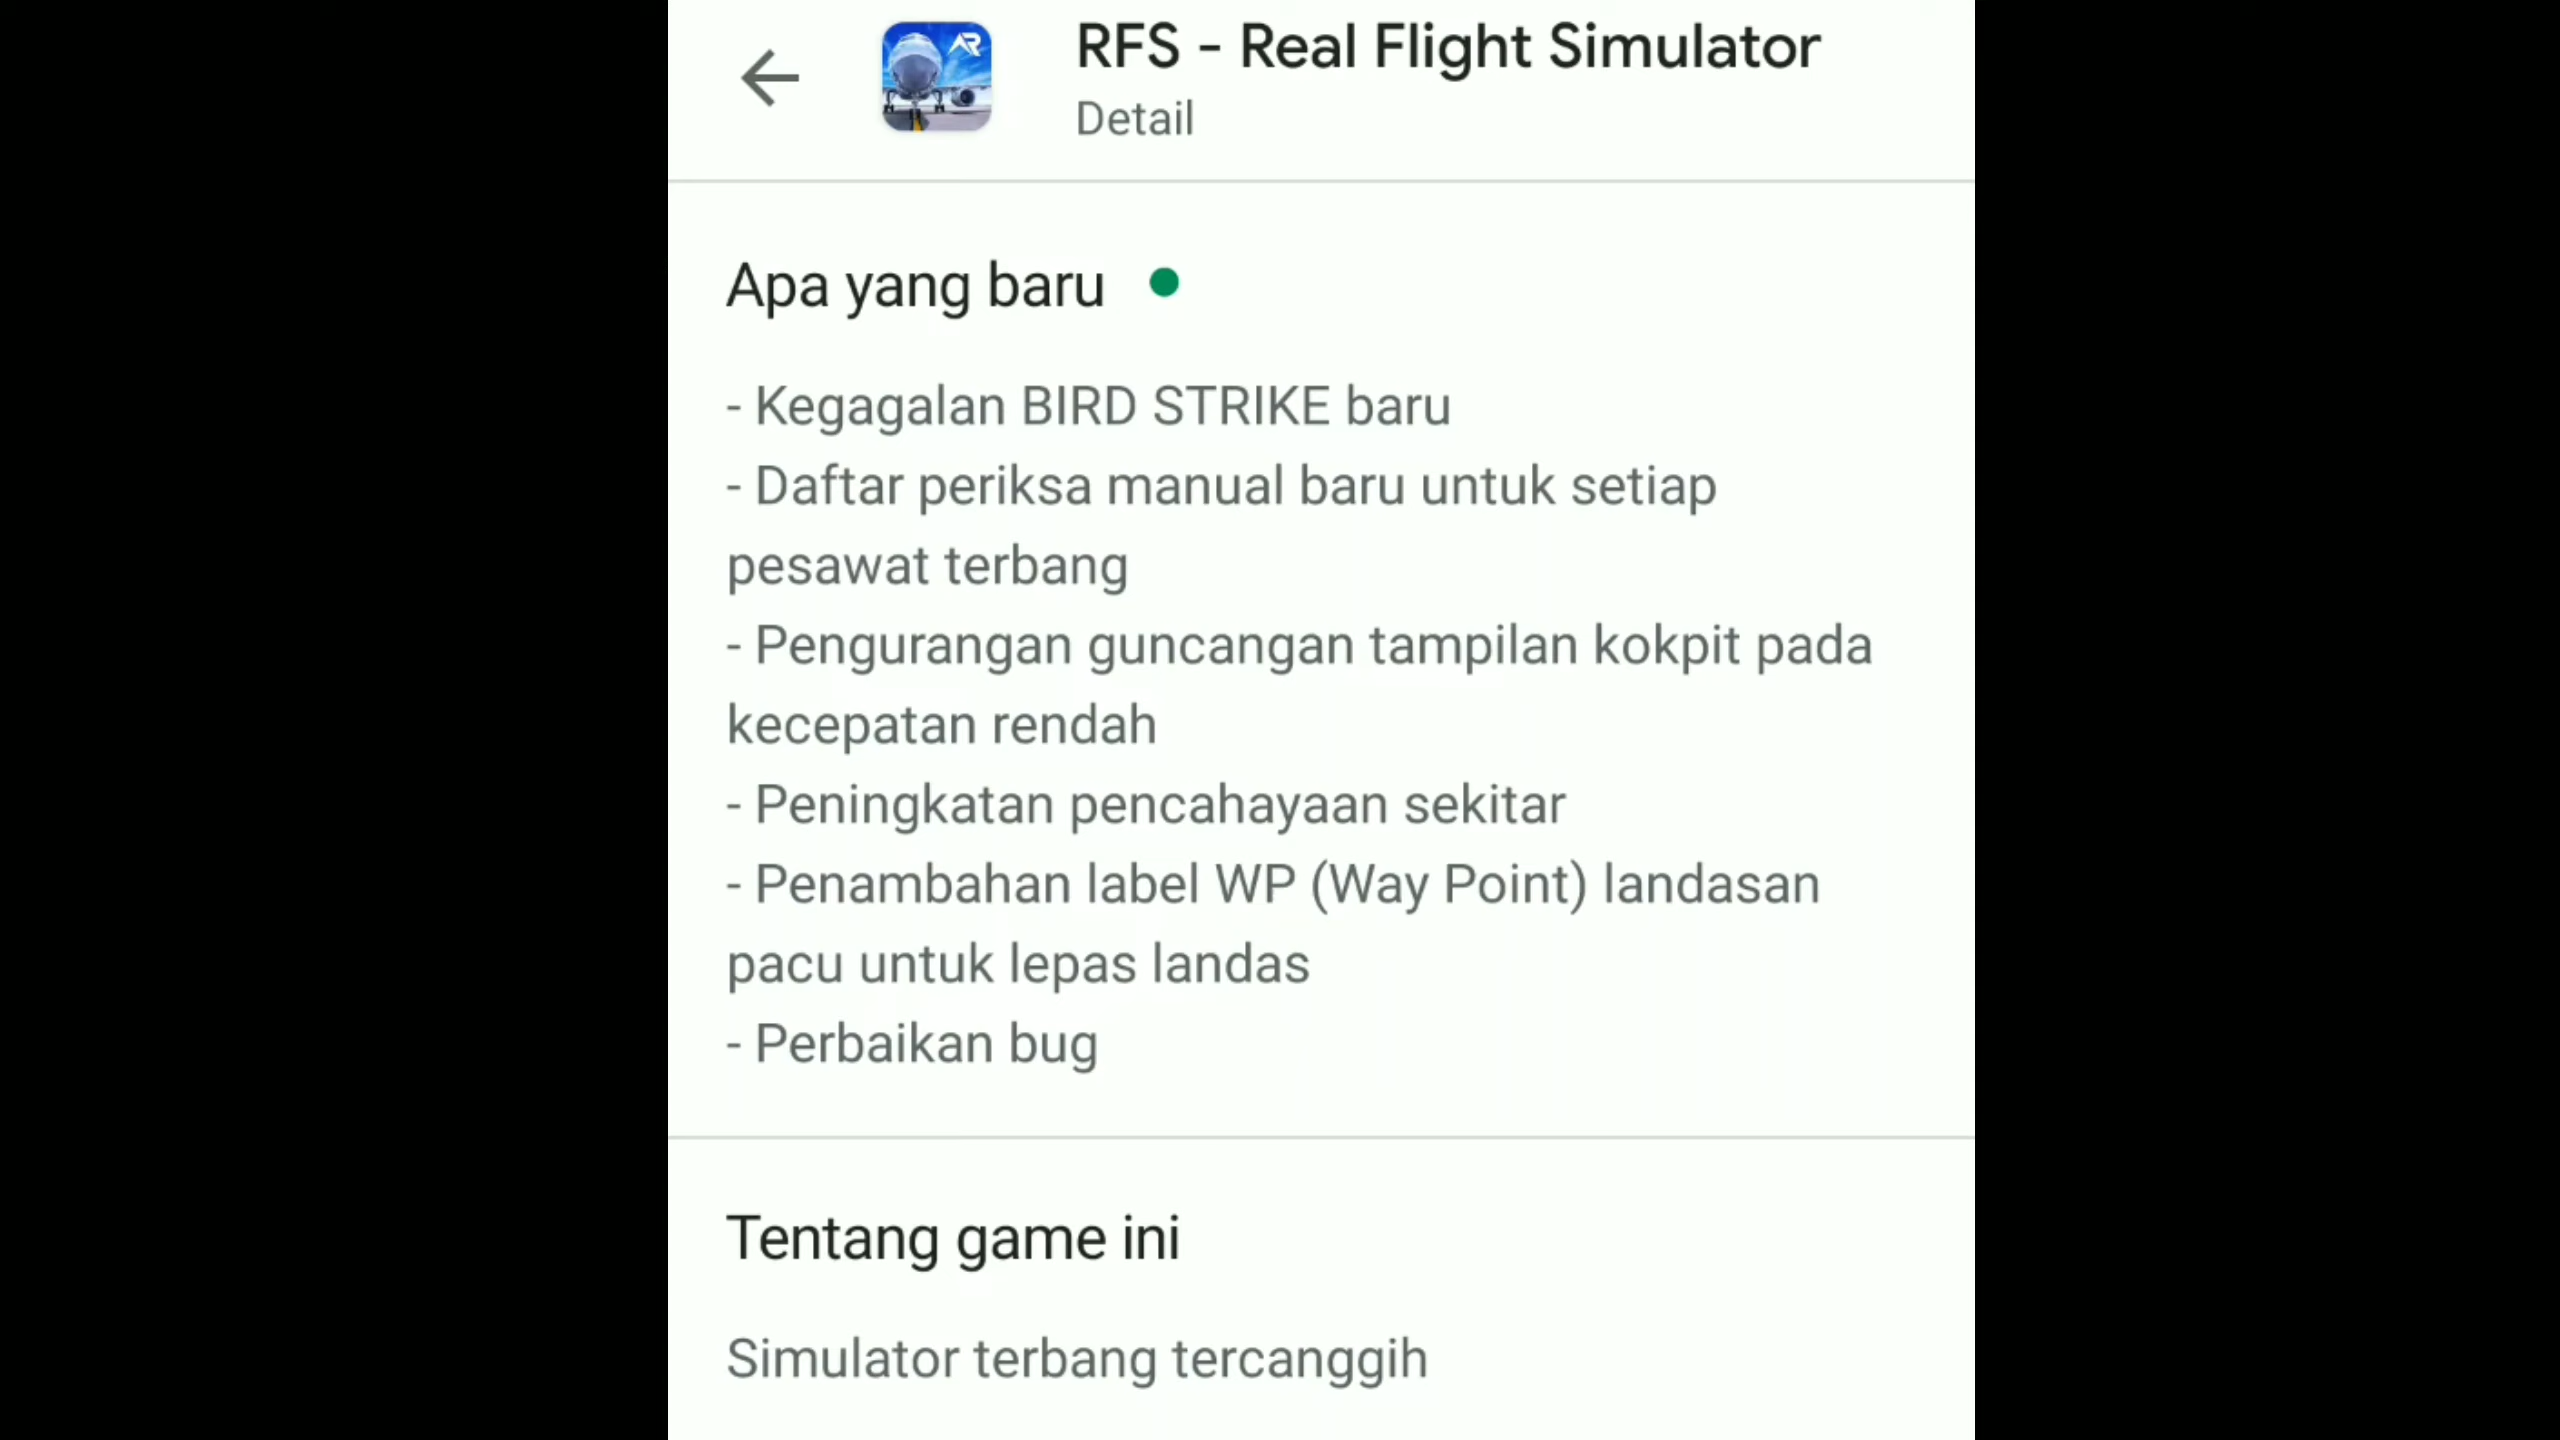 RFS - Real Flight Simulator
Detail
Apa yang baru
- Kegagalan BIRD STRIKE baru
- Daftar periksa manual baru untuk setiap
pesawat terbang
- Pengurangan guncangan tampilan kokpit pada
kecepatan rendah
- Peningkatan pencahayaan sekitar
- Penambahan label WP (Way Point) landasan
pacu untuk lepas landas
- Perbaikan bug
Tentang game ini
Simulator terbang tercanggih